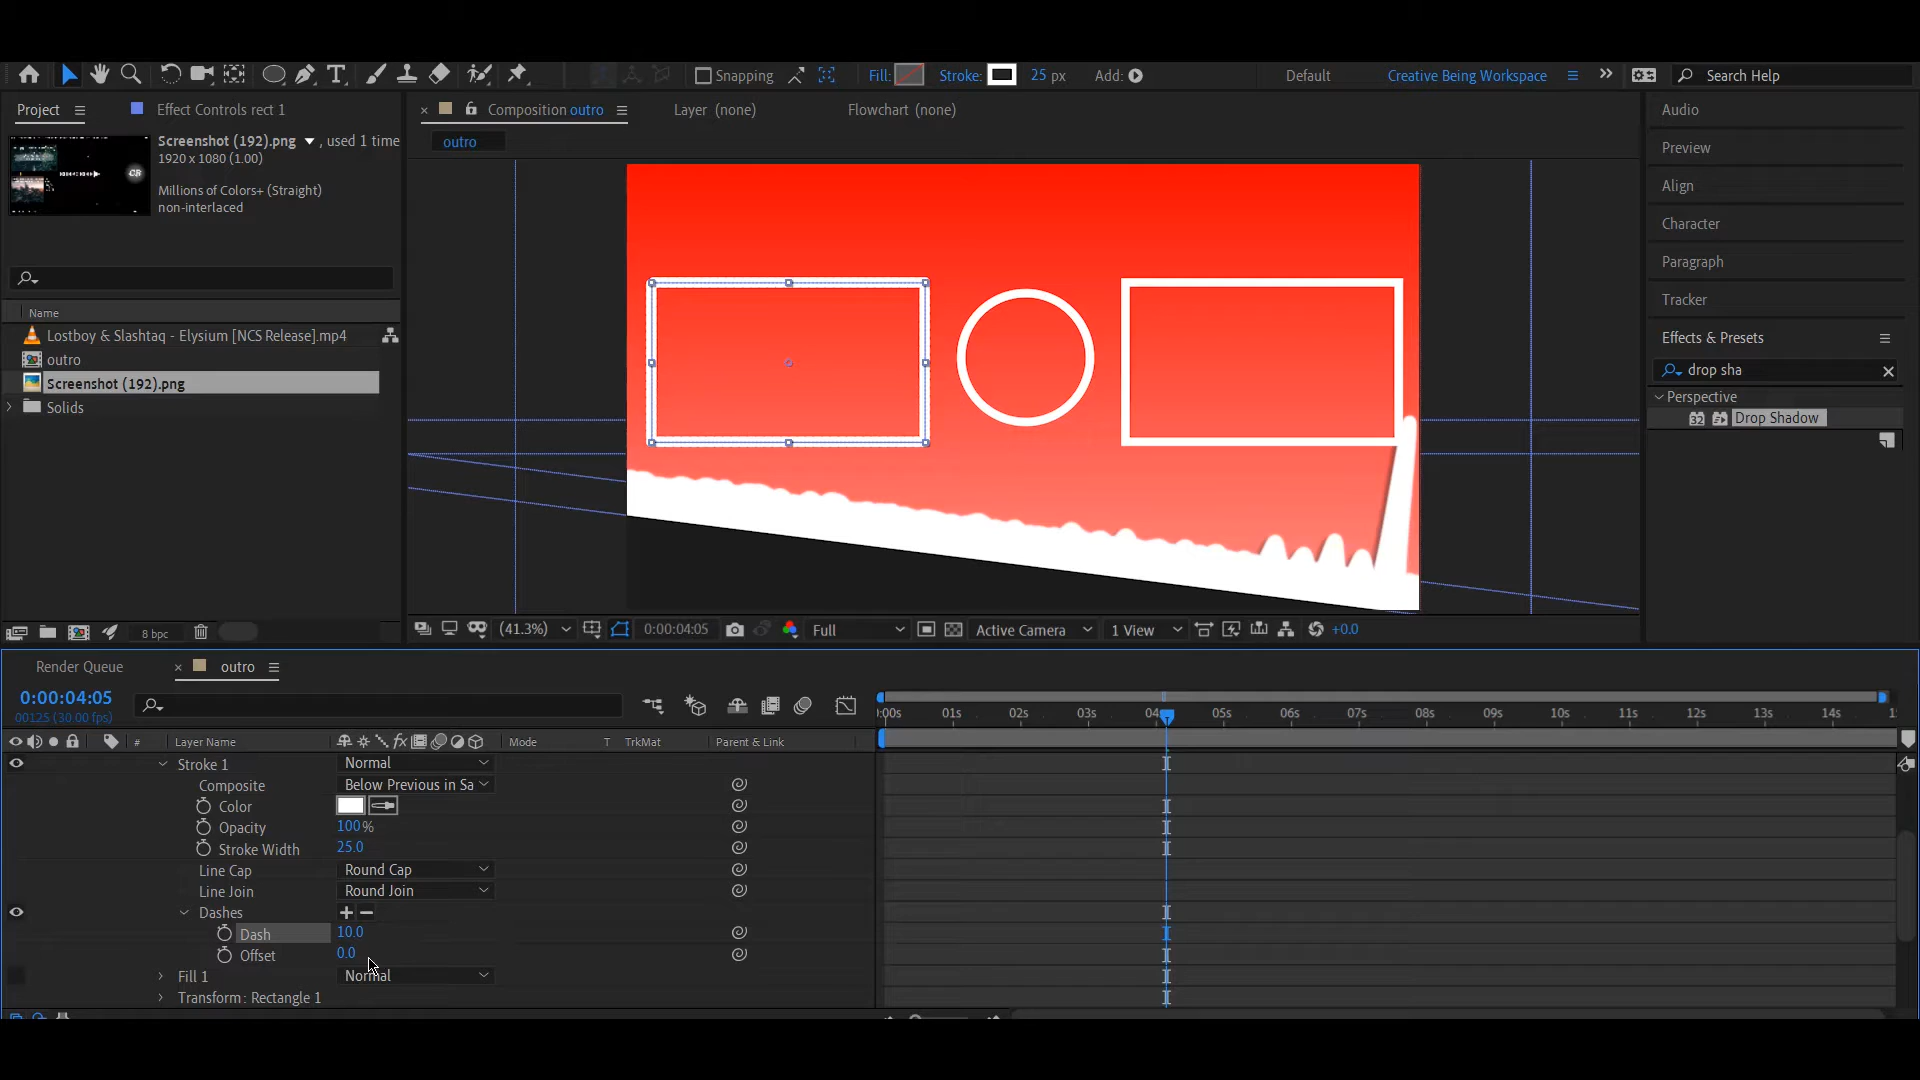 Snapping
Fill:
Stroke:
25 px
Add:
Default
Creative Being Workspace
Search Help
Project
Effect Controls rect 1
Composition outro
Layer (none)
Flowchart (none)
outro
Screenshot (192).png
, used 1 time
1920 x 1080 (1.00)
Millions of Colors+ (Straight)
non-interlaced
CB
Name
Lostboy & Slashtaq - Elysium [NCS Release].mp4
outro
Screenshot (192).png
Solids
8 bpc
(41.3%)
0:00:04:05
Full
Active Camera
1 View
+0.0
Audio
Preview
Align
Character
Paragraph
Tracker
Effects & Presets
drop sha
Perspective
32
Drop Shadow
Render Queue
outro
0:00:04:05
00125 (30.00 fps)
:00s
01s
02s
03s
04
05s
06s
07s
08s
09s
10s
11s
12s
13s
14s
1
#
Layer Name
fx
Mode
T
TrkMat
Parent & Link
Stroke 1
Normal
Composite
Below Previous in Sa
Color
Opacity
100%
Stroke Width
25.0
Line Cap
Round Cap
Line Join
Round Join
Dashes
Dash
10.0
Offset
0.0
Fill 1
Normal
Transform: Rectangle 1